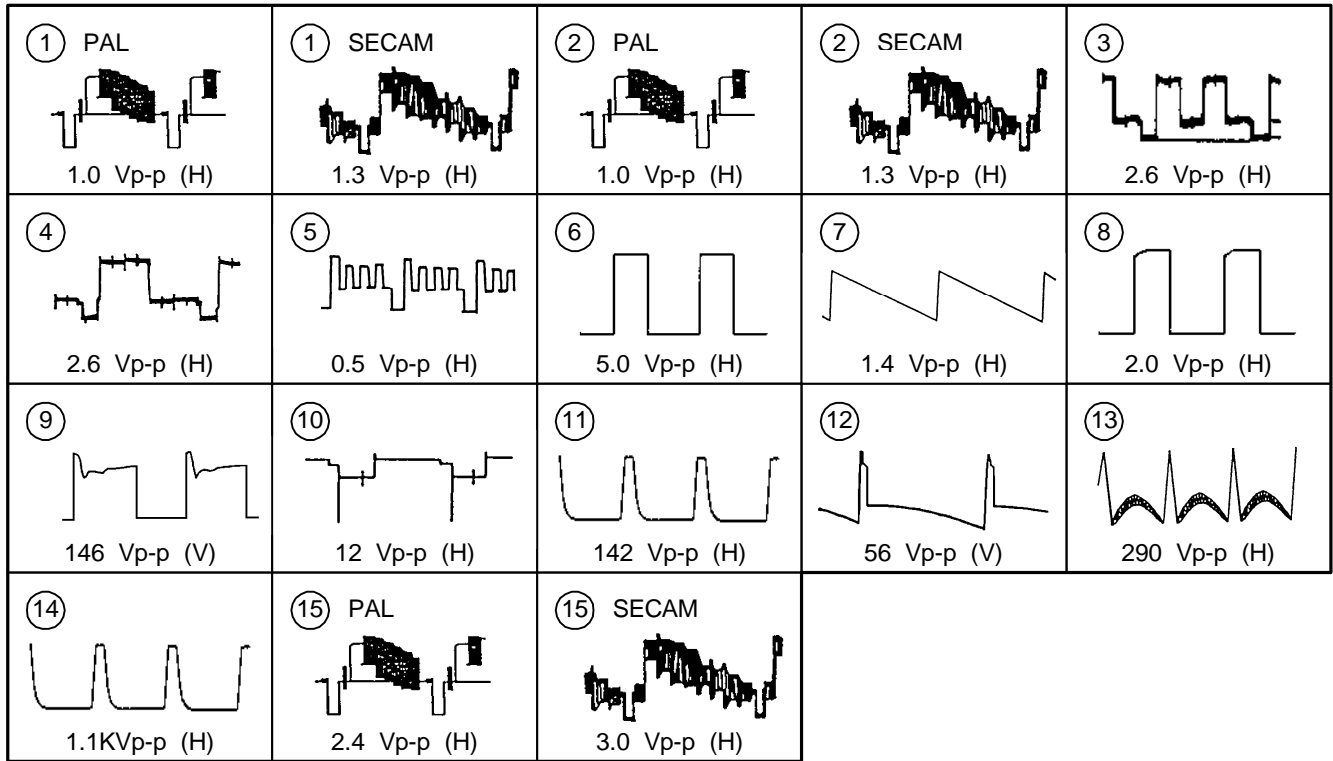 ① PAL
1.0 Vp-p (H)
① SECAM
1.3 Vp-p (H)
② PAL
1.0 Vp-p (H)
② SECAM
1.3 Vp-p (H)
③
2.6 Vp-p (H)
④
2.6 Vp-p (H)
⑤
0.5 Vp-p (H)
⑥
5.0 Vp-p (H)
⑦
1.4 Vp-p (H)
⑧
2.0 Vp-p (H)
⑨
146 Vp-p (V)
⑩
12 Vp-p (H)
⑪
142 Vp-p (H)
⑫
56 Vp-p (V)
⑬
290 Vp-p (H)
⑭
1.1KVp-p (H)
⑮ PAL
2.4 Vp-p (H)
⑮ SECAM
3.0 Vp-p (H)